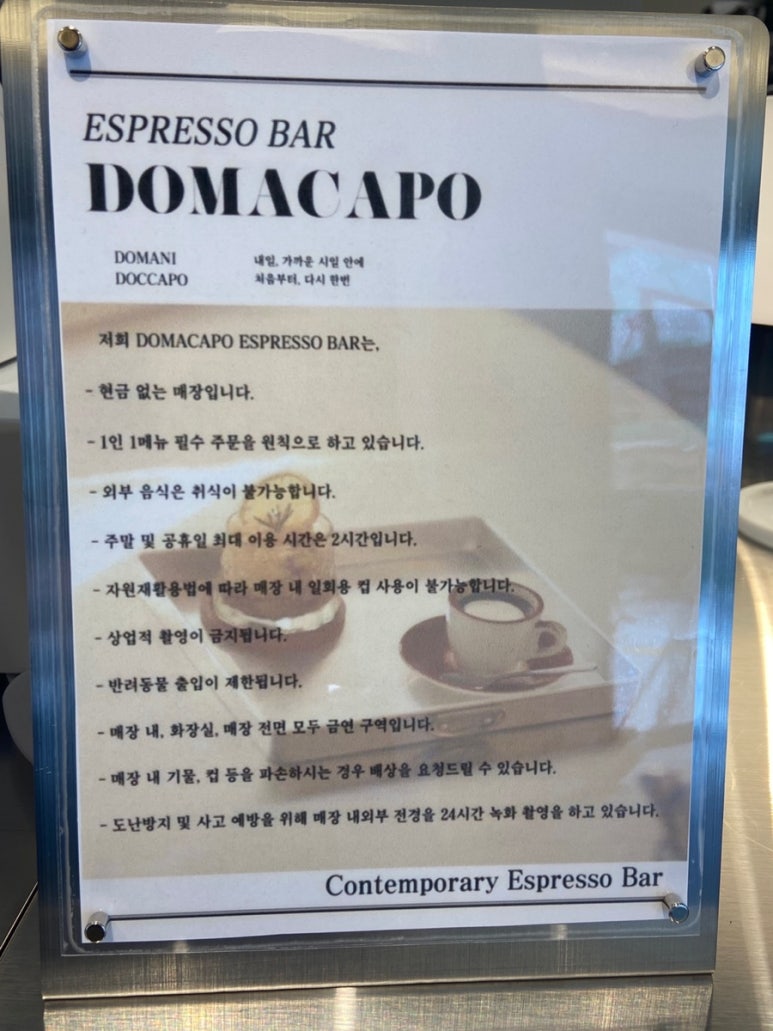 ESPRESSO BAR
DOMACAPO
DOMANI 내일, 가까운 시일 안에
DOCCAPO 처음부터, 다시 한번
저희 DOMACAPO ESPRESSO BAR는,
- 현금 없는 매장입니다.
- 1인 1메뉴 필수 주문을 원칙으로 하고 있습니다.
- 외부 음식은 취식이 불가능합니다.
- 주말 및 공휴일 최대 이용 시간은 2시간입니다.
- 자원재활용법에 따라 매장 내 일회용 컵 사용이 불가능합니다.
- 상업적 촬영이 금지됩니다.
- 반려동물 출입이 제한됩니다.
- 매장 내, 화장실, 매장 전면 모두 금연 구역입니다.
- 매장 내 기물, 컵 등을 파손하시는 경우 배상을 요청드릴 수 있습니다.
- 도난방지 및 사고 예방을 위해 매장 내외부 전경을 24시간 녹화 촬영을 하고 있습니다.
Contemporary Espresso Bar